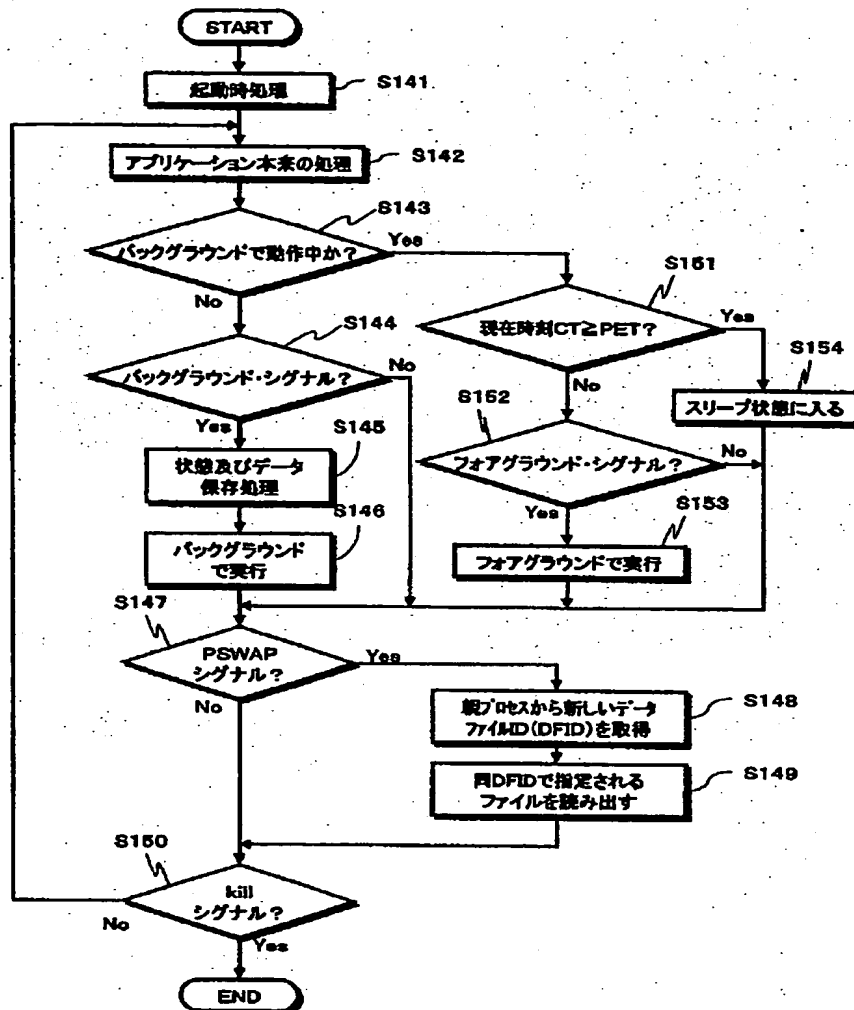 START
起動時処理
S141
アプリケーション本来の処理
S142
S143
バックグラウンドで動作中か？
Yes
No
S151
現在時刻CT≧PET？
Yes
No
S144
バックグラウンド・シグナル？
No
Yes
S154
スリープ状態に入る
S152
フォアグラウンド・シグナル？
No
Yes
S145
状態及びデータ
保存処理
S146
バックグラウンド
で実行
S153
フォアグラウンドで実行
S147
PSWAP
シグナル？
Yes
No
S148
親プロセスから新しいデータ
ファイルID(DFID)を取得
S149
同DFIDで指定される
ファイルを読み出す
S150
kill
シグナル？
No
Yes
END